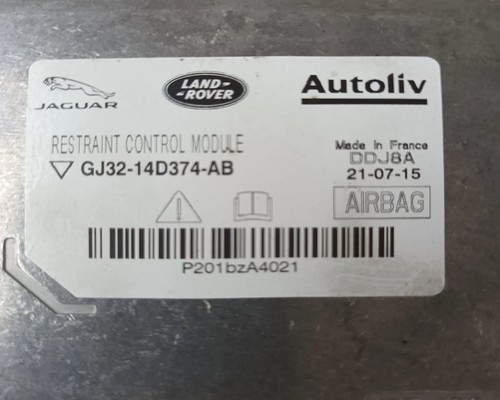 JAGUAR
LAND-
-ROVER
Autoliv
RESTRAINT CONTROL MODULE
GJ32-14D374-AB
Made in France
DDJ8A
21-07-15
AIRBAG
P201bzA4021